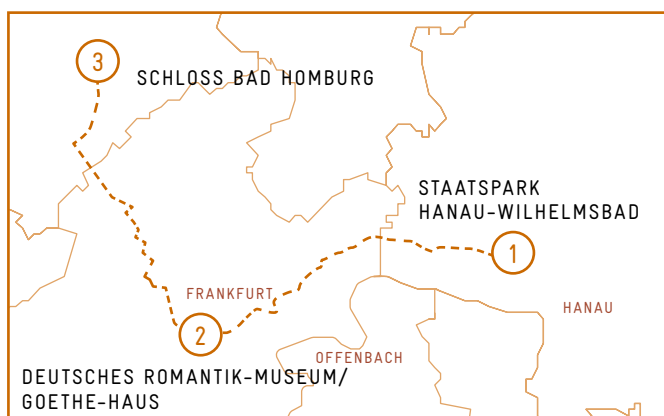 3
SCHLOSS BAD HOMBURG
STAATSPARK
HANAU-WILHELMSBAD
1
FRANKFURT
HANAU
2
OFFENBACH
DEUTSCHES ROMANTIK-MUSEUM/
GOETHE-HAUS